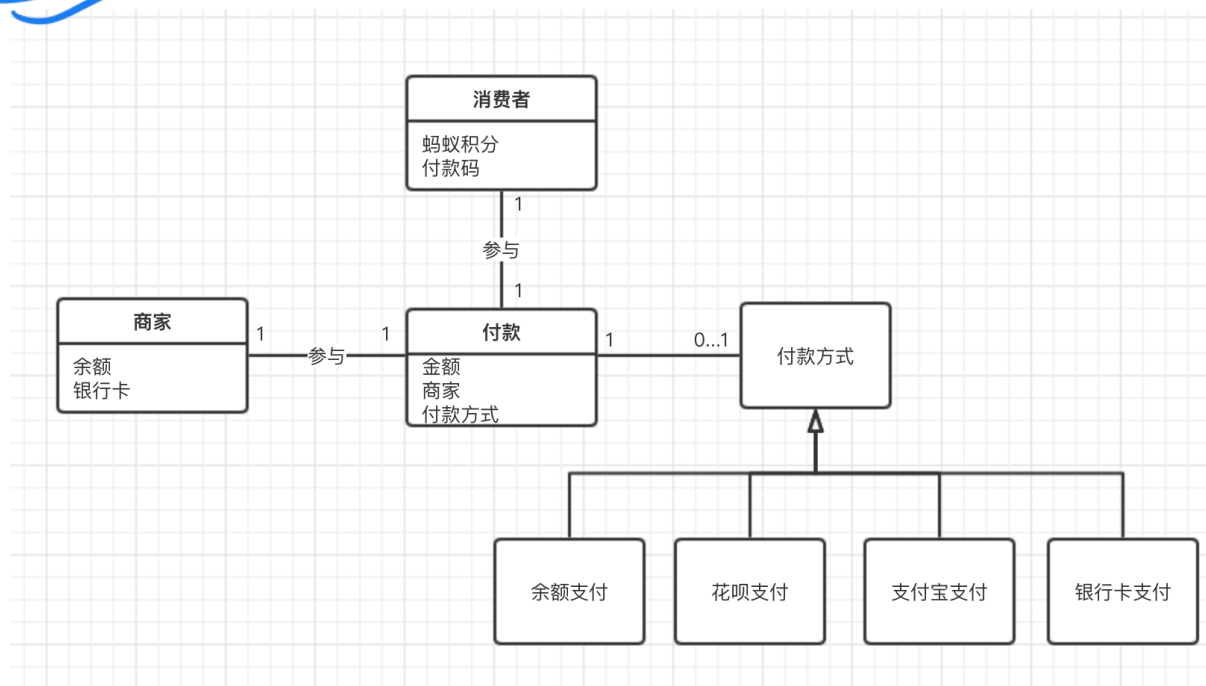 消费者
蚂蚁积分
付款码
1
参与
1
商家
余额
银行卡
1
参与
1
付款
金额
商家
付款方式
1
0...1
付款方式
余额支付
花呗支付
支付宝支付
银行卡支付